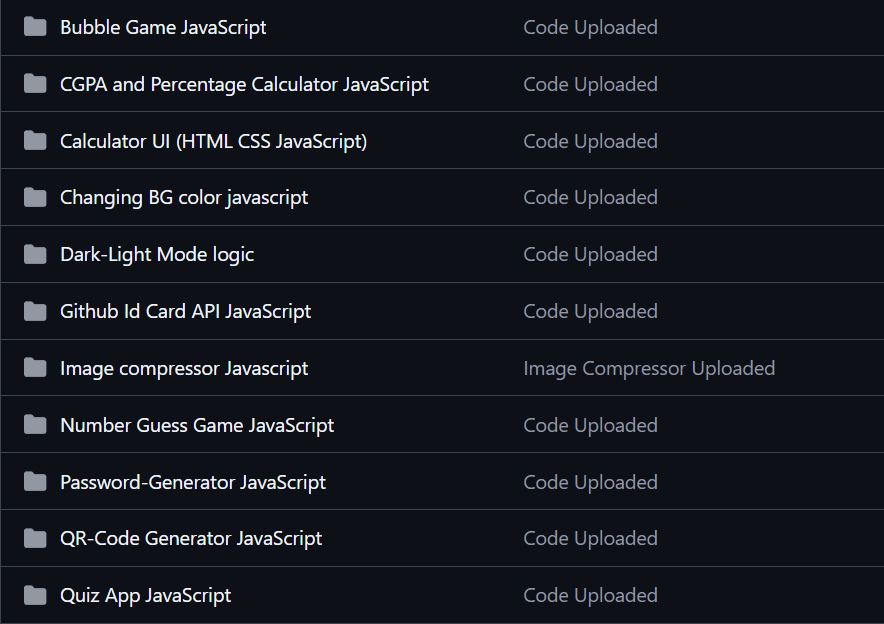 Bubble Game JavaScript Code Uploaded
CGPA and Percentage Calculator JavaScript Code Uploaded
Calculator UI (HTML CSS JavaScript) Code Uploaded
Changing BG color javascript Code Uploaded
Dark-Light Mode logic Code Uploaded
Github Id Card API JavaScript Code Uploaded
Image compressor Javascript Image Compressor Uploaded
Number Guess Game JavaScript Code Uploaded
Password-Generator JavaScript Code Uploaded
QR-Code Generator JavaScript Code Uploaded
Quiz App JavaScript Code Uploaded